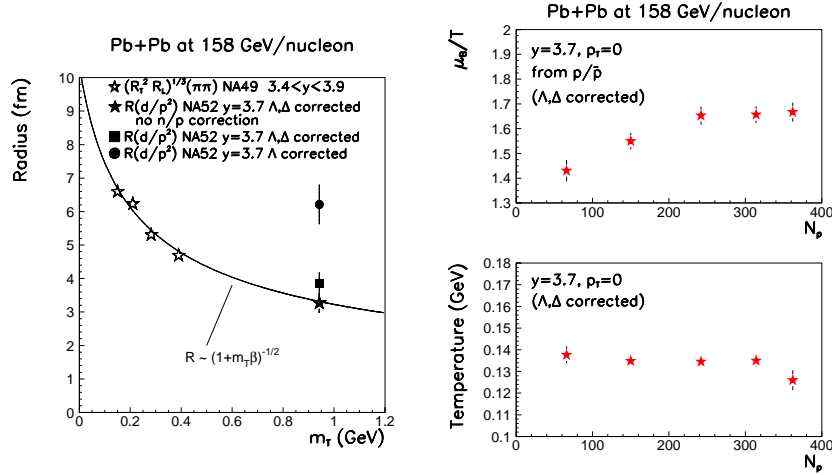 Pb+Pb at 158 GeV/nucleon
Radius (fm)
10
9
8
7
6
5
4
3
2
1
0
☆ (R_T² R_L)^1/3(ππ) NA49 3.4<y<3.9
★ R(d/p²) NA52 y=3.7 Λ,Δ corrected
no n/p correction
■ R(d/p²) NA52 y=3.7 Λ,Δ corrected
● R(d/p²) NA52 y=3.7 Λ corrected
R ~ (1+m_Tβ)^-1/2
0 0.2 0.4 0.6 0.8 1 1.2
m_T (GeV)
Pb+Pb at 158 GeV/nucleon
μ_B/T
2
1.9
1.8
1.7
1.6
1.5
1.4
1.3
y=3.7, p_T=0
from p/p̄
(Λ,Δ corrected)
0 100 200 300 400
N_p
Temperature (GeV)
0.18
0.17
0.16
0.15
0.14
0.13
0.12
0.11
0.1
y=3.7, p_T=0
(Λ,Δ corrected)
0 100 200 300 400
N_p